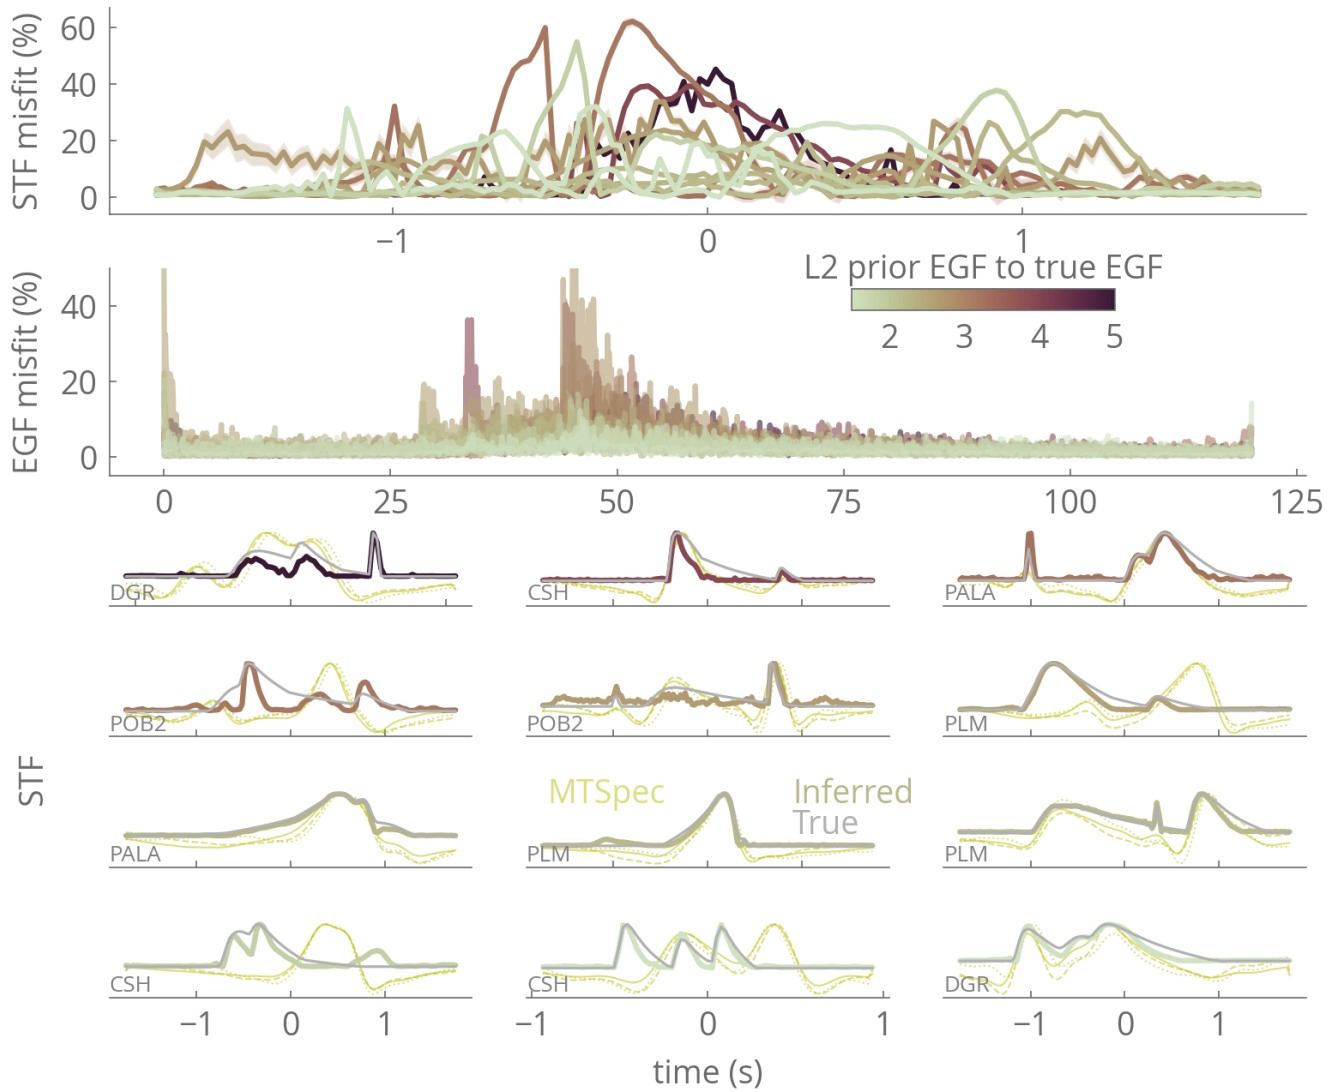 STF misfit (%)
60
40
20
0
−1 0 1
L2 prior EGF to true EGF
2 3 4 5
EGF misfit (%)
40
20
0
0 25 50 75 100 125
DGR CSH PALA
POB2 POB2 PLM
STF
MTSpec Inferred
True
PALA PLM PLM
CSH CSH DGR
−1 0 1 −1 0 1 −1 0 1
time (s)